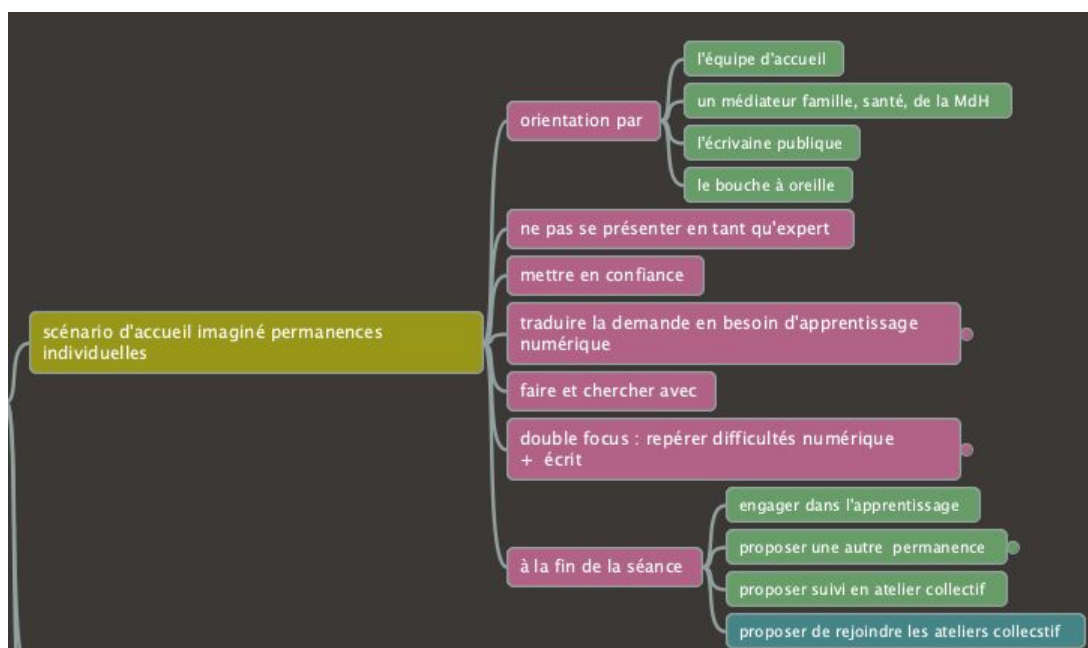 l'équipe d'accueil
un médiateur famille, santé, de la MdH
orientation par
l'écrivaine publique
le bouche à oreille
ne pas se présenter en tant qu'expert
mettre en confiance
scénario d'accueil imaginé permanences
individuelles
traduire la demande en besoin d'apprentissage
numérique
faire et chercher avec
double focus : repérer difficultés numérique
+ écrit
engager dans l'apprentissage
proposer une autre permanence
à la fin de la séance
proposer suivi en atelier collectif
proposer de rejoindre les ateliers collecstif